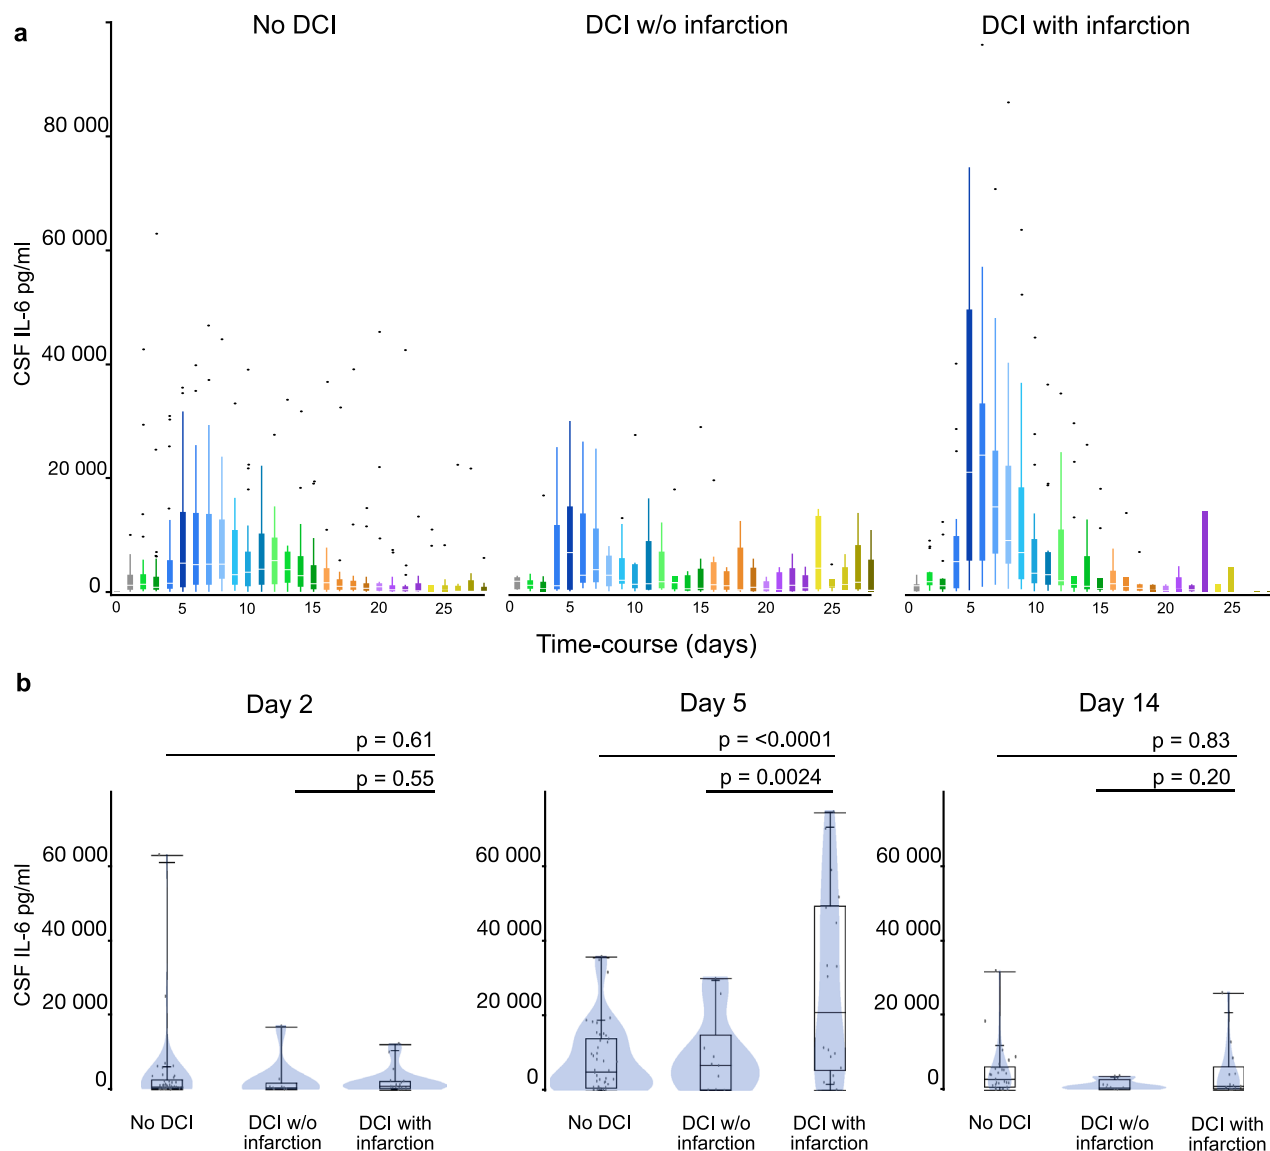 a
No DCI
DCI w/o infarction
DCI with infarction
CSF IL-6 pg/ml
80 000
60 000
40 000
20 000
0
0 5 10 15 20 25
0 5 10 15 20 25
0 5 10 15 20 25
Time-course (days)
b
Day 2
Day 5
Day 14
p = 0.61
p = <0.0001
p = 0.83
p = 0.55
p = 0.0024
p = 0.20
CSF IL-6 pg/ml
60 000
40 000
20 000
0
60 000
40 000
20 000
0
60 000
40 000
20 000
0
No DCI
DCI w/o
infarction
DCI with
infarction
No DCI
DCI w/o
infarction
DCI with
infarction
No DCI
DCI w/o
infarction
DCI with
infarction